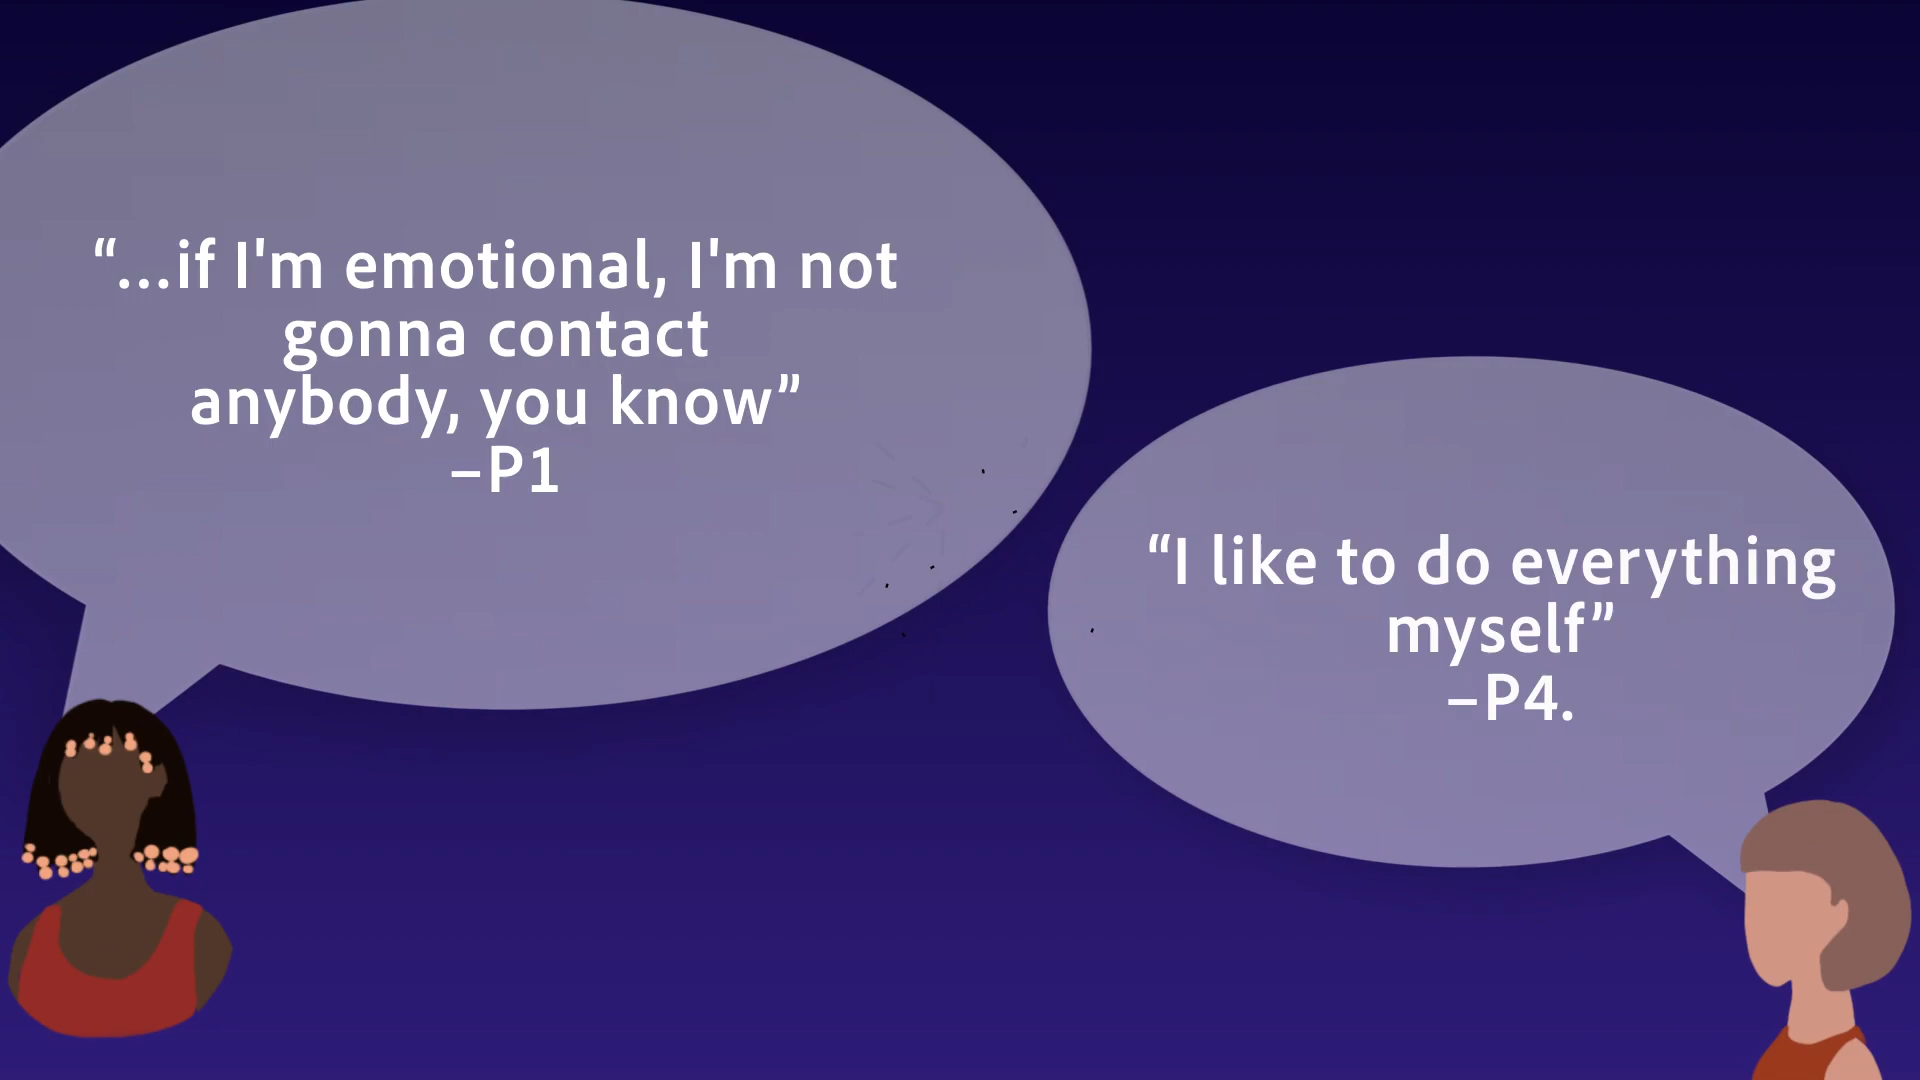 “...if I'm emotional, I'm not
gonna contact
anybody, you know”
–P1
“I like to do everything
myself”
–P4.